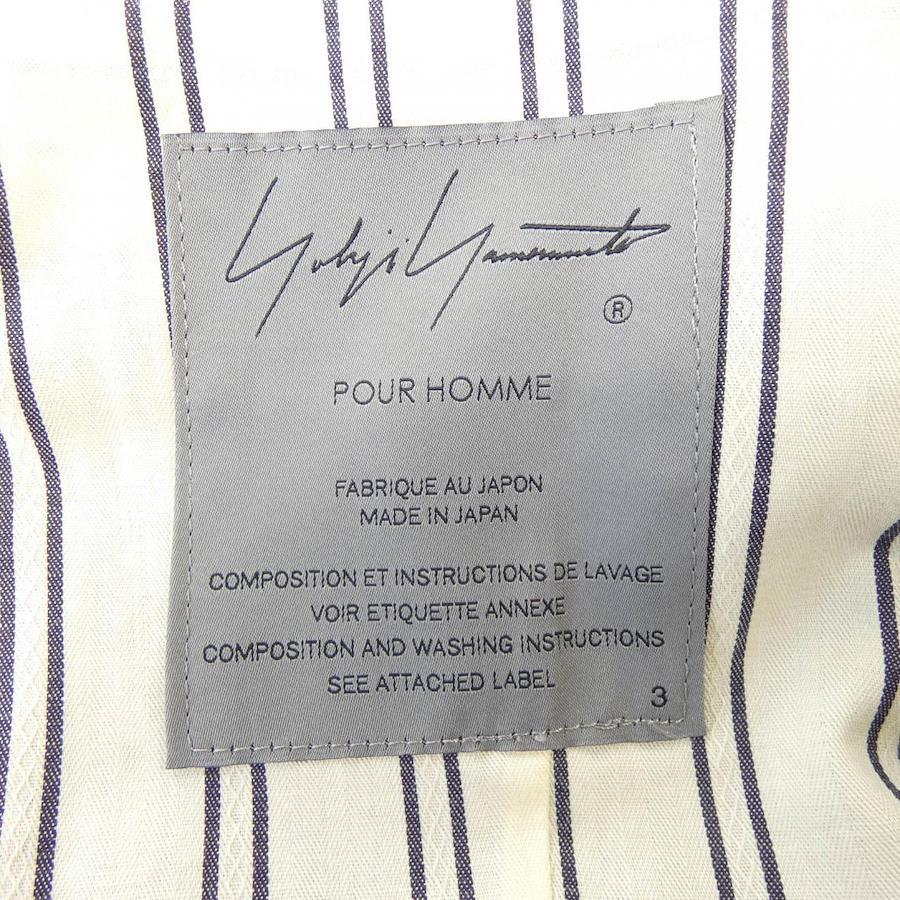 Yohji Yamamoto
®
POUR HOMME
FABRIQUE AU JAPON
MADE IN JAPAN
COMPOSITION ET INSTRUCTIONS DE LAVAGE
VOIR ETIQUETTE ANNEXE
COMPOSITION AND WASHING INSTRUCTIONS
SEE ATTACHED LABEL
3